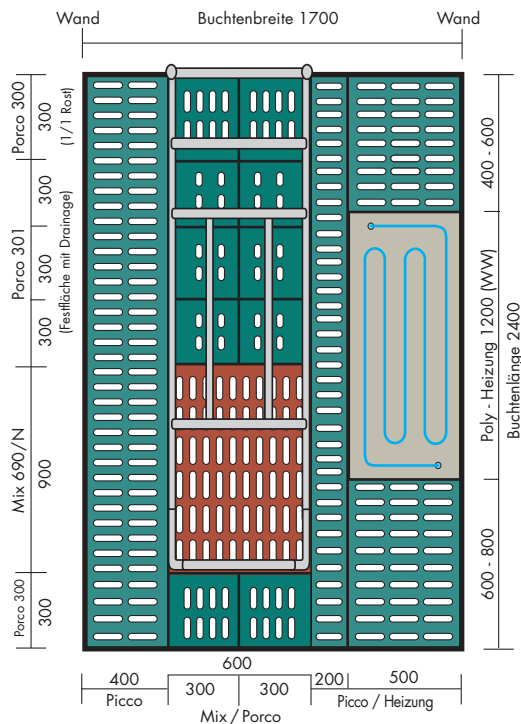 Wand
Buchtenbreite 1700
Wand
Porco 300
300
(1/1 Rost)
300
Porco 301
300
(Festfläche mit Drainage)
300
Mix 690/N
900
Porco 300
300
400 - 600
Poly - Heizung 1200 (WW)
Buchtenlänge 2400
600 - 800
600
400
200
500
Picco
300
300
Picco / Heizung
Mix / Porco